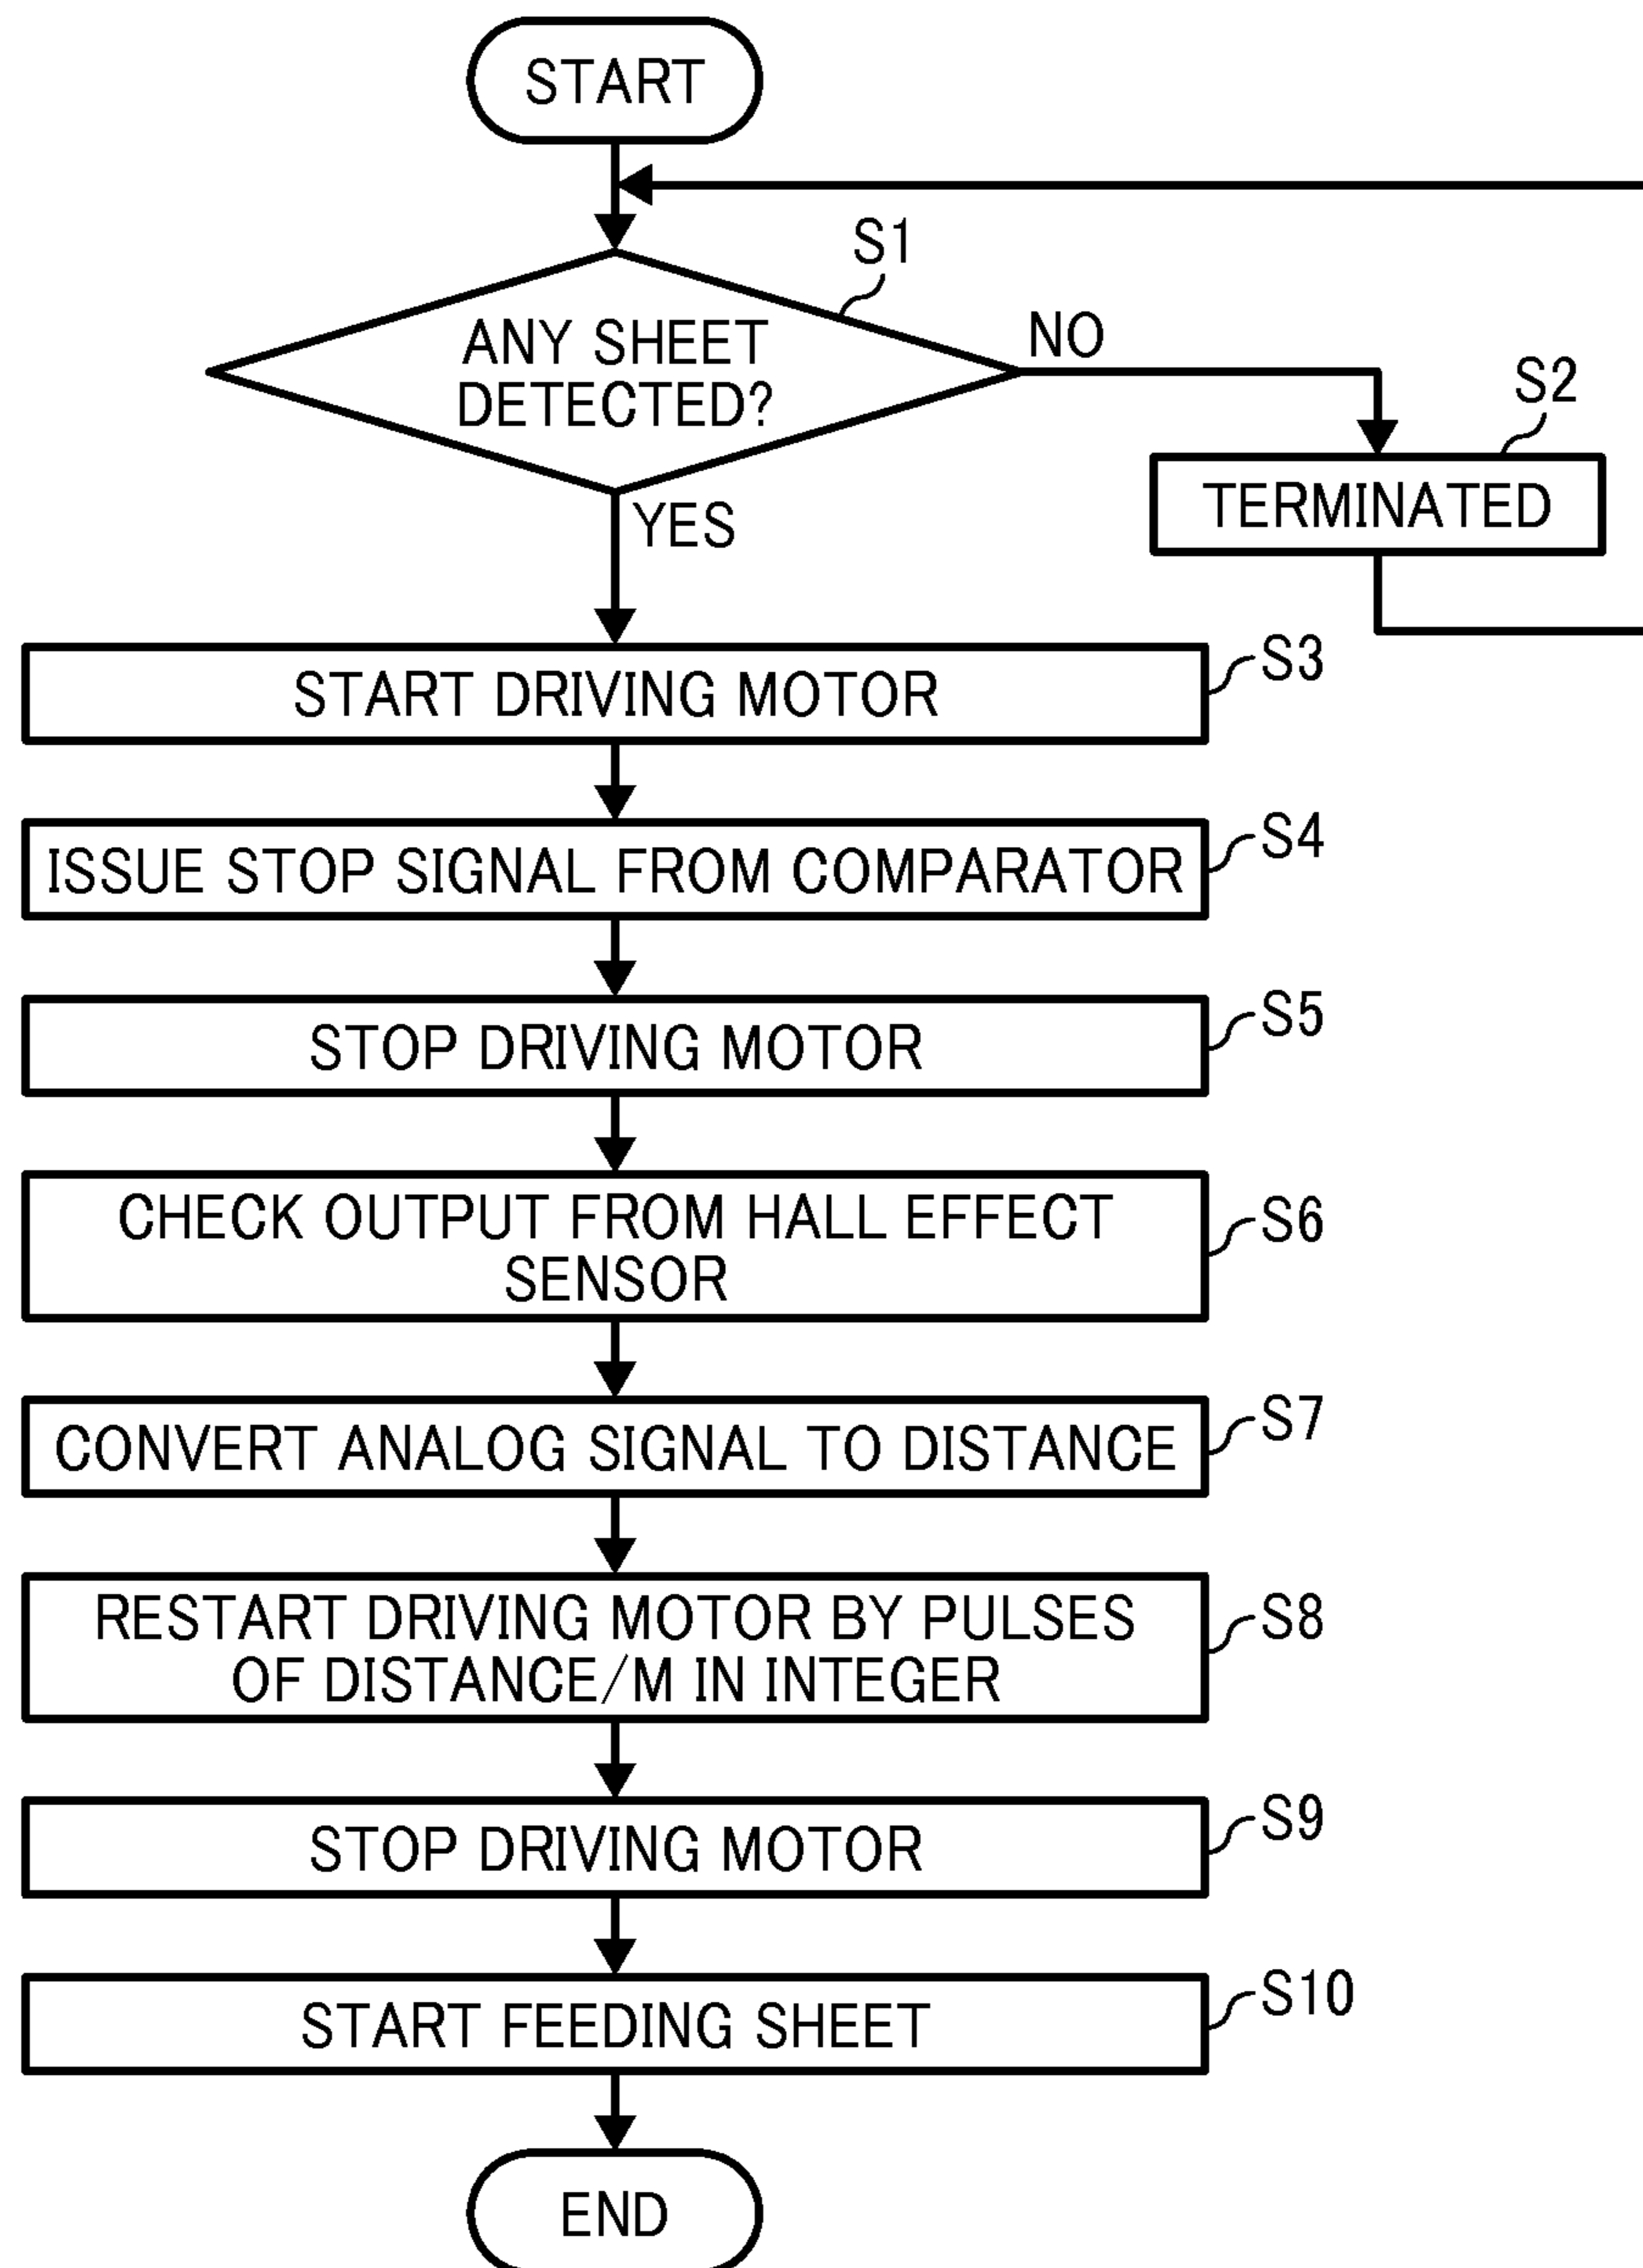 START
S1
ANY SHEET
DETECTED?
NO
S2
TERMINATED
YES
START DRIVING MOTOR
S3
ISSUE STOP SIGNAL FROM COMPARATOR
S4
STOP DRIVING MOTOR
S5
CHECK OUTPUT FROM HALL EFFECT
SENSOR
S6
CONVERT ANALOG SIGNAL TO DISTANCE
S7
RESTART DRIVING MOTOR BY PULSES
OF DISTANCE/M IN INTEGER
S8
STOP DRIVING MOTOR
S9
START FEEDING SHEET
S10
END